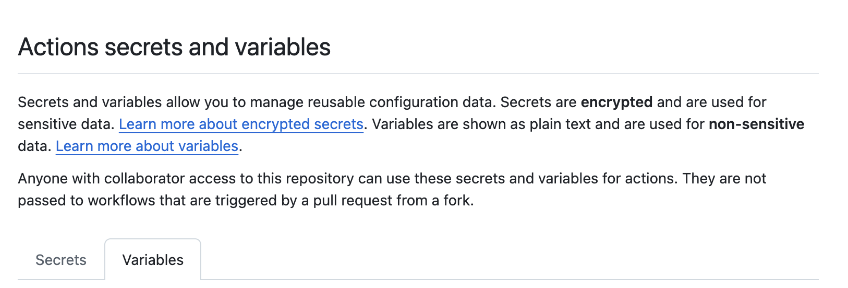 Actions secrets and variables
Secrets and variables allow you to manage reusable configuration data. Secrets are encrypted and are used for
sensitive data. Learn more about encrypted secrets. Variables are shown as plain text and are used for non-sensitive
data. Learn more about variables.
Anyone with collaborator access to this repository can use these secrets and variables for actions. They are not
passed to workflows that are triggered by a pull request from a fork.
Secrets Variables